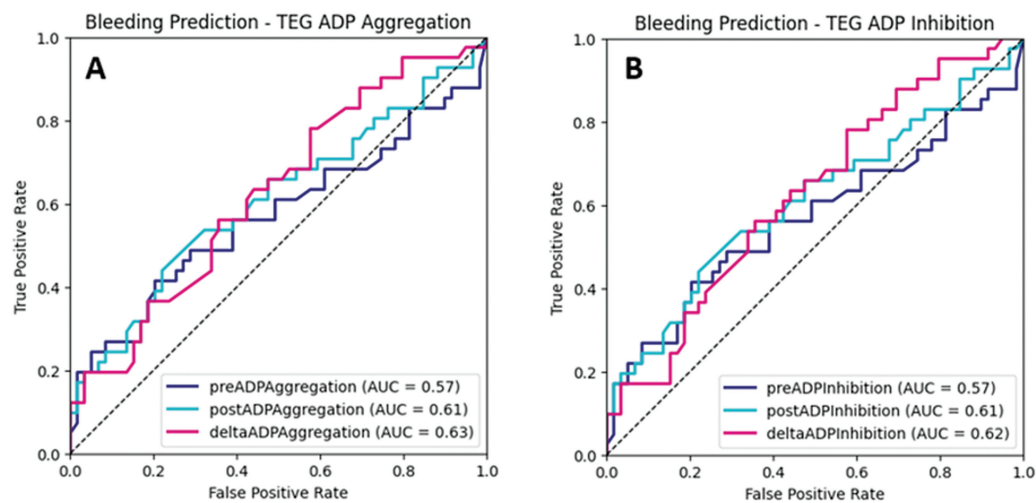 Bleeding Prediction - TEG ADP Aggregation
A
True Positive Rate
1.0
0.8
0.6
0.4
0.2
0.0
preADPAggregation (AUC = 0.57)
postADPAggregation (AUC = 0.61)
deltaADPAggregation (AUC = 0.63)
0.0 0.2 0.4 0.6 0.8 1.0
False Positive Rate
Bleeding Prediction - TEG ADP Inhibition
B
True Positive Rate
1.0
0.8
0.6
0.4
0.2
0.0
preADPInhibition (AUC = 0.57)
postADPInhibition (AUC = 0.61)
deltaADPInhibition (AUC = 0.62)
0.0 0.2 0.4 0.6 0.8 1.0
False Positive Rate